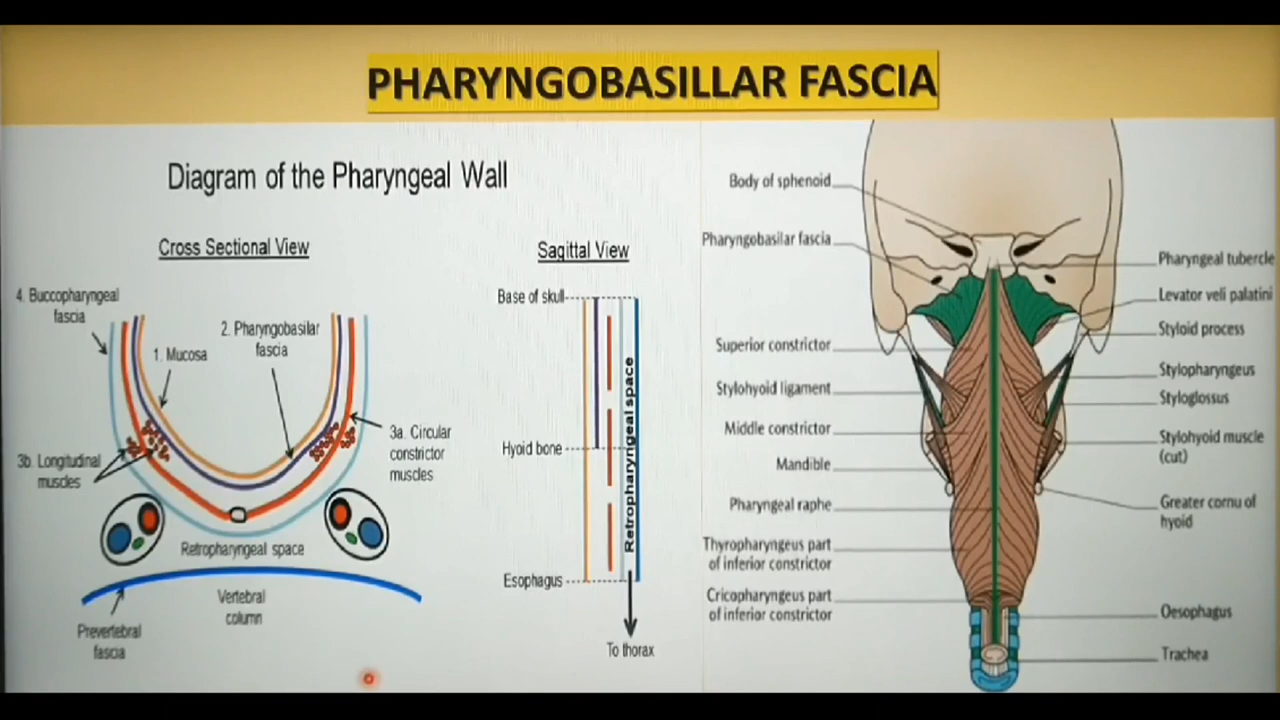 PHARYNGOBASILLAR FASCIA
Diagram of the Pharyngeal Wall
Cross Sectional View
4. Buccopharyngeal
fascia
1. Mucosa
2. Pharyngobasilar
fascia
3a. Circular
constrictor
muscles
3b. Longitudinal
muscles
Retropharyngeal space
Vertebral
column
Prevertebral
fascia
Sagittal View
Base of skull
Hyoid bone
Esophagus
Retropharyngeal space
To thorax
Body of sphenoid
Pharyngobasilar fascia
Superior constrictor
Stylohyoid ligament
Middle constrictor
Mandible
Pharyngeal raphe
Thyropharyngeus part
of inferior constrictor
Cricopharyngeus part
of inferior constrictor
Pharyngeal tubercle
Levator veli palatini
Styloid process
Stylopharyngeus
Styloglossus
Stylohyoid muscle
(cut)
Greater cornu of
hyoid
Oesophagus
Trachea